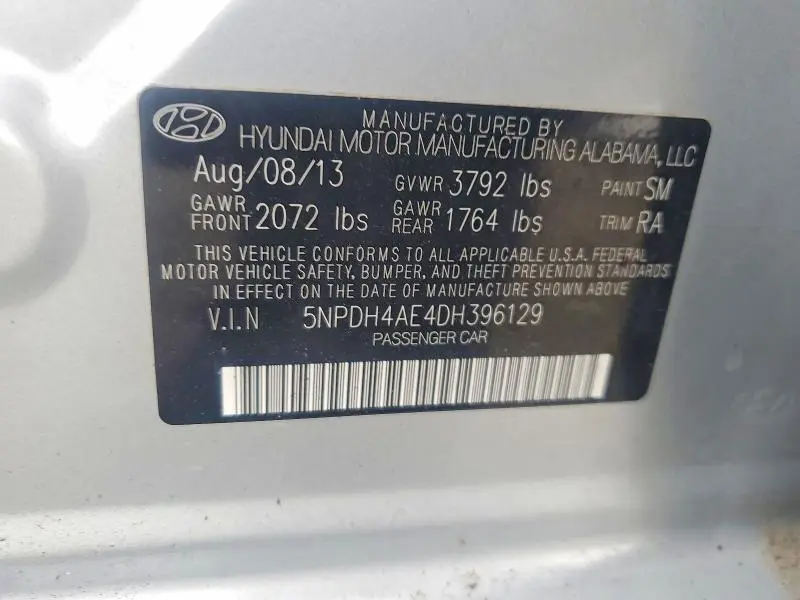 MANUFACTURED BY
HYUNDAI MOTOR MANUFACTURING ALABAMA, LLC
Aug/08/13 GVWR 3792 lbs PAINT SM
GAWR FRONT 2072 lbs GAWR REAR 1764 lbs TRIM RA
THIS VEHICLE CONFORMS TO ALL APPLICABLE U.S.A. FEDERAL
MOTOR VEHICLE SAFETY, BUMPER, AND THEFT PREVENTION STANDARDS
IN EFFECT ON THE DATE OF MANUFACTURE SHOWN ABOVE
V.I.N 5NPDH4AE4DH396129
PASSENGER CAR